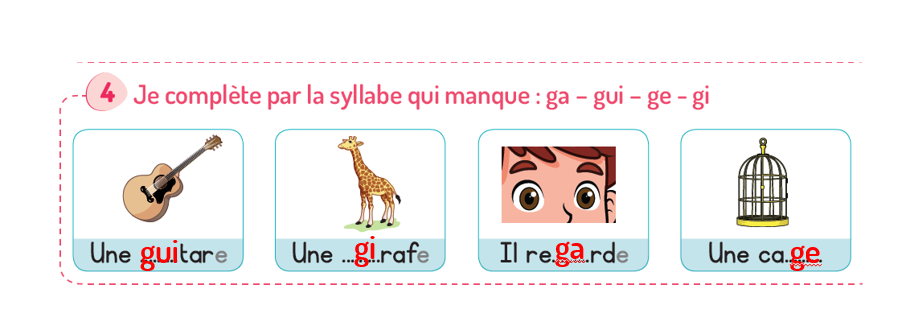 4 Je complète par la syllabe qui manque : ga – gui – ge - gi
Une guitare
Une ...gi..rafe
Il re.ga.rde
Une ca..ge